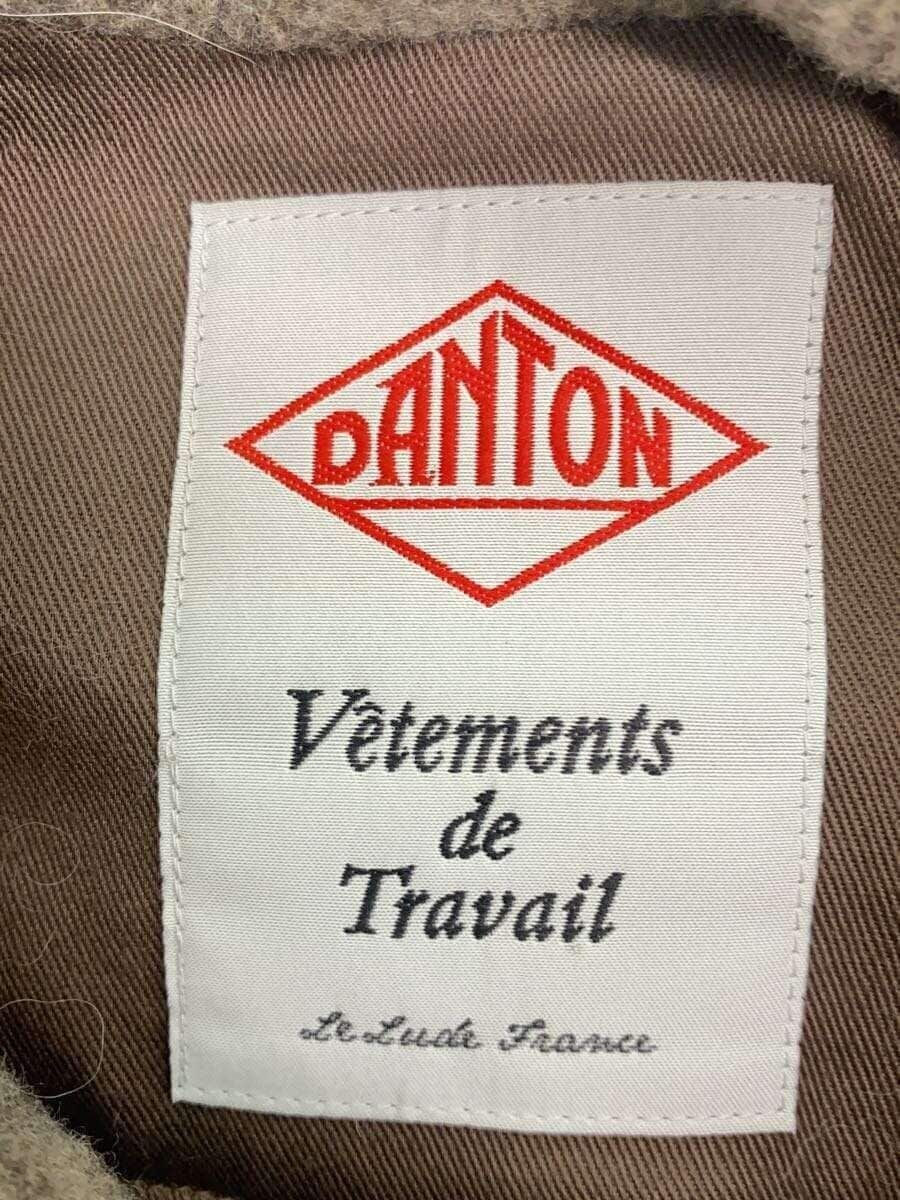 DANTON
Vêtements
de
Travail
Le Lude France